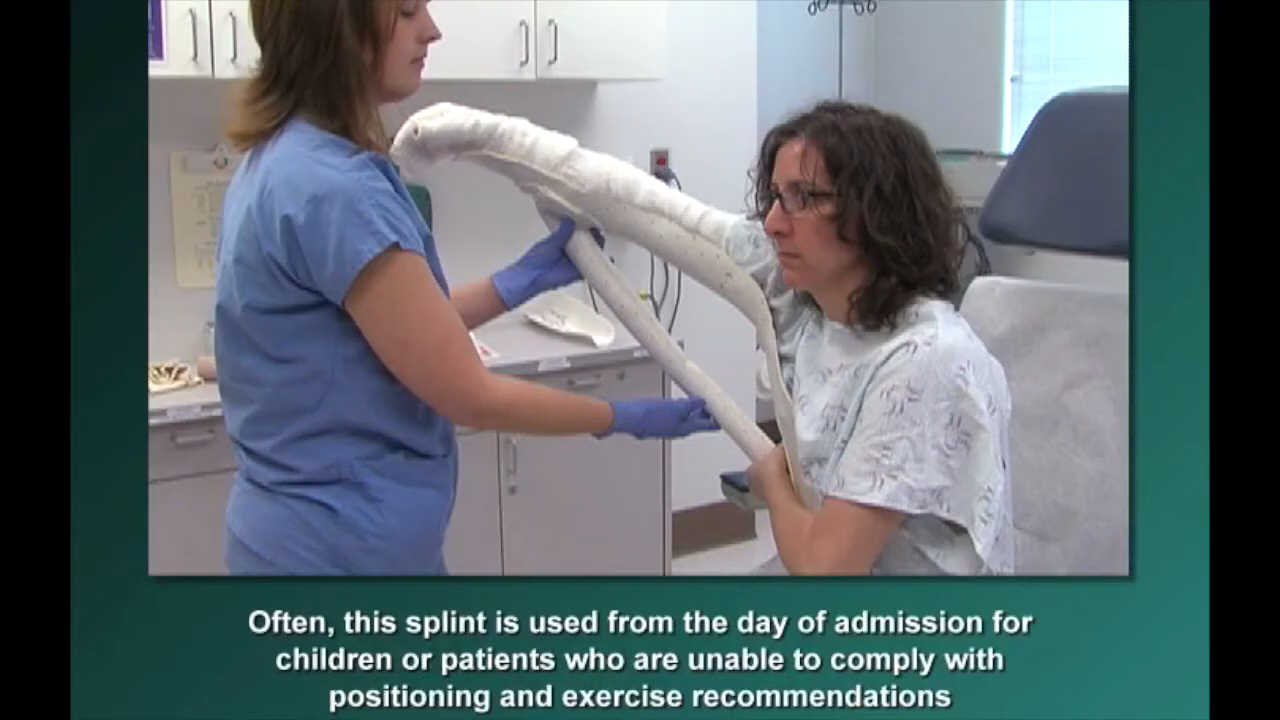 Often, this splint is used from the day of admission for
children or patients who are unable to comply with
positioning and exercise recommendations